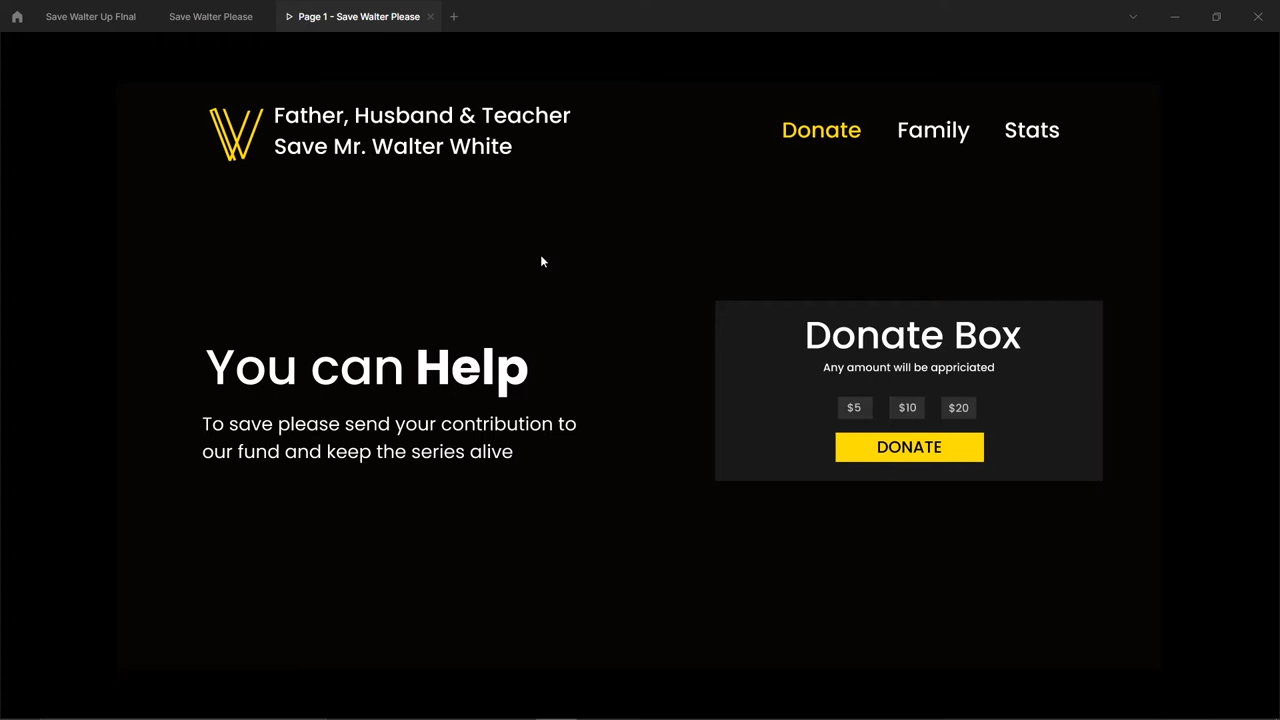 Save Walter Up FInal
Save Walter Please
Page 1 - Save Walter Please
Father, Husband & Teacher
Save Mr. Walter White
Donate
Family
Stats
You can Help
To save please send your contribution to
our fund and keep the series alive
Donate Box
Any amount will be appriciated
$5
$10
$20
DONATE